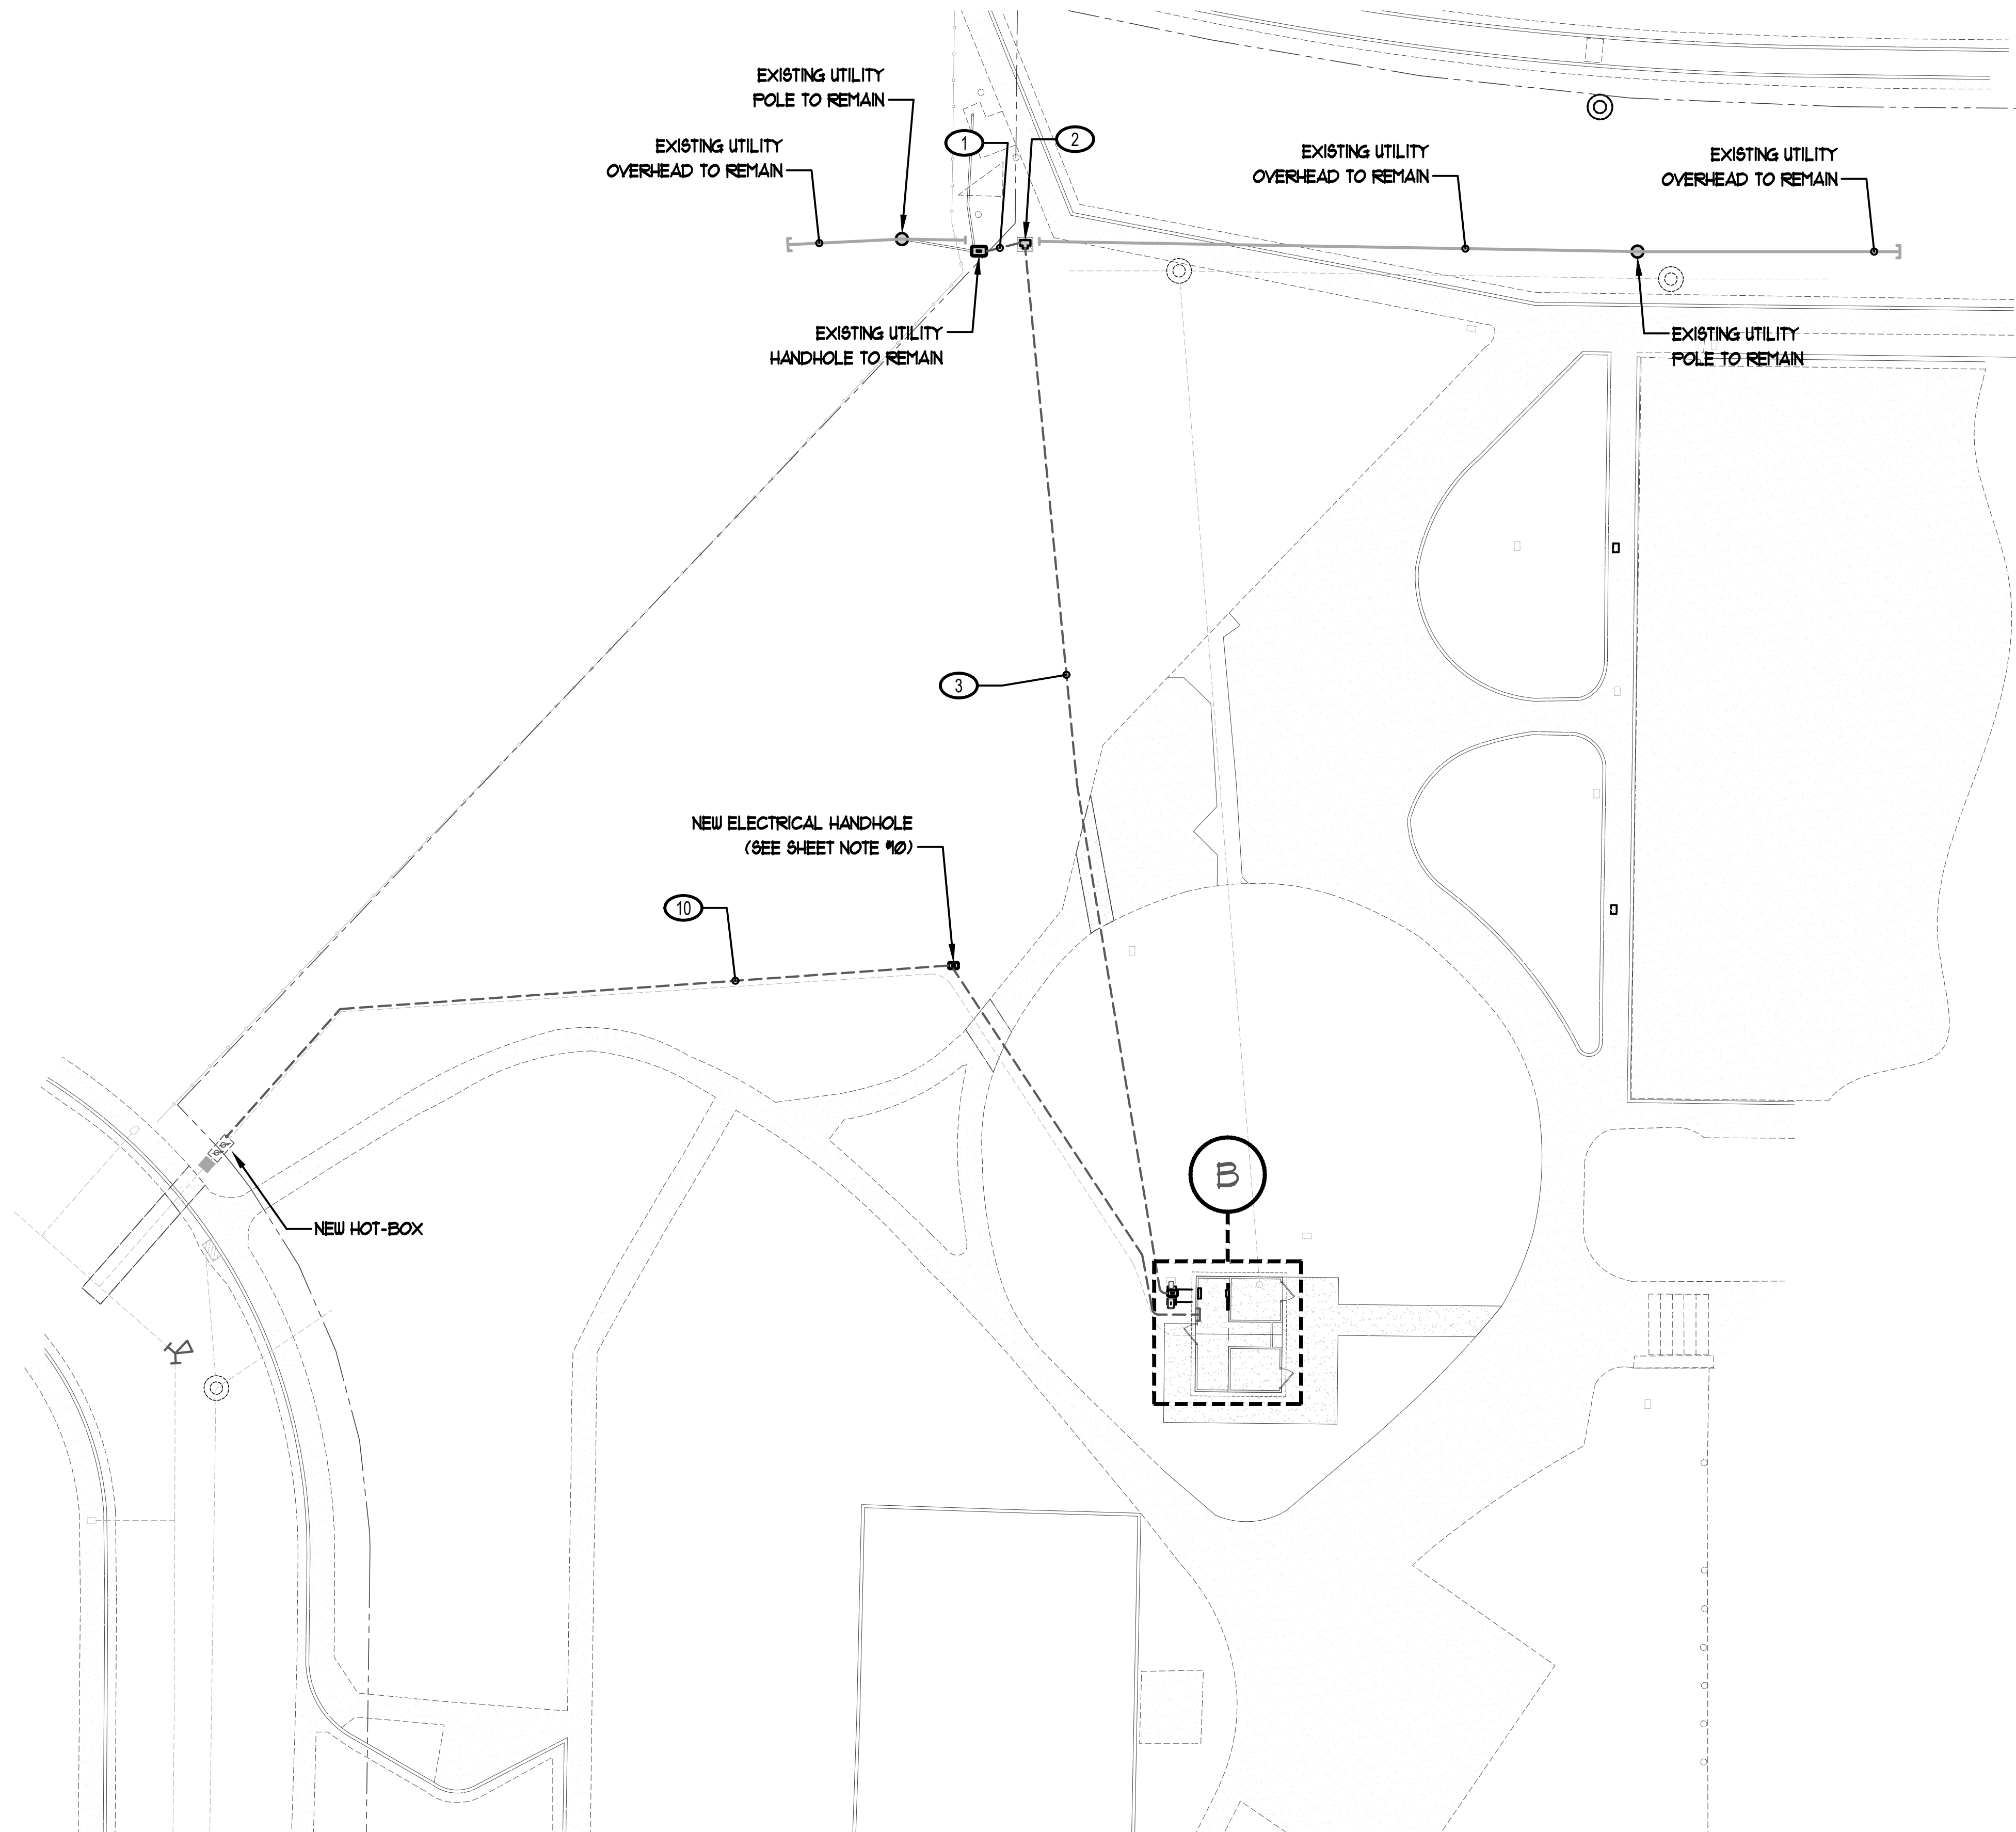 EXISTING UTILITY
POLE TO REMAIN
EXISTING UTILITY
OVERHEAD TO REMAIN
1
2
EXISTING UTILITY
OVERHEAD TO REMAIN
EXISTING UTILITY
OVERHEAD TO REMAIN
EXISTING UTILITY
HANDHOLE TO REMAIN
EXISTING UTILITY
POLE TO REMAIN
3
NEW ELECTRICAL HANDHOLE
(SEE SHEET NOTE #10)
10
B
NEW HOT-BOX